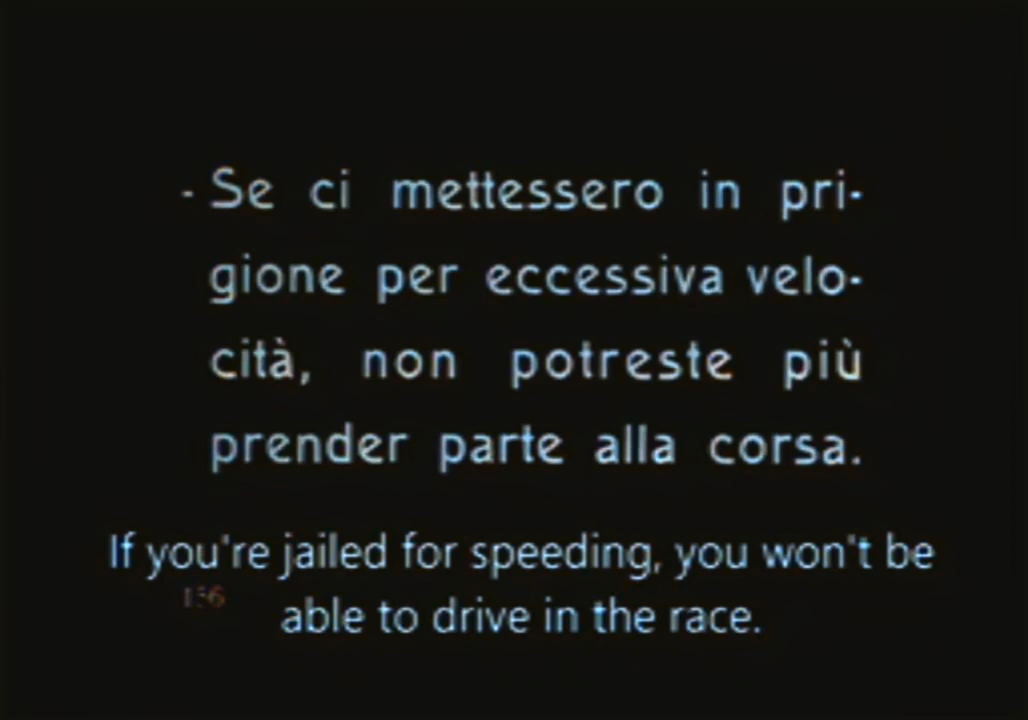 - Se ci mettessero in pri-
gione per eccessiva velo-
cità, non potreste più
prender parte alla corsa.
If you're jailed for speeding, you won't be
156
able to drive in the race.